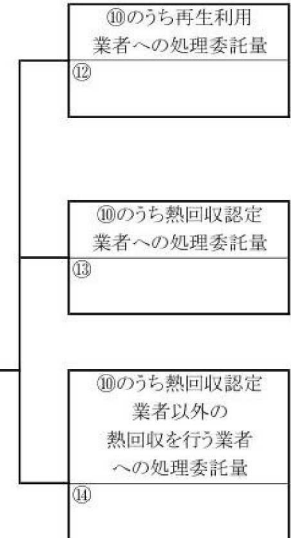 ⑩のうち再生利用
業者への処理委託量
⑫
⑩のうち熱回収認定
業者への処理委託量
⑬
⑩のうち熱回収認定
業者以外の
熱回収を行う業者
への処理委託量
⑭